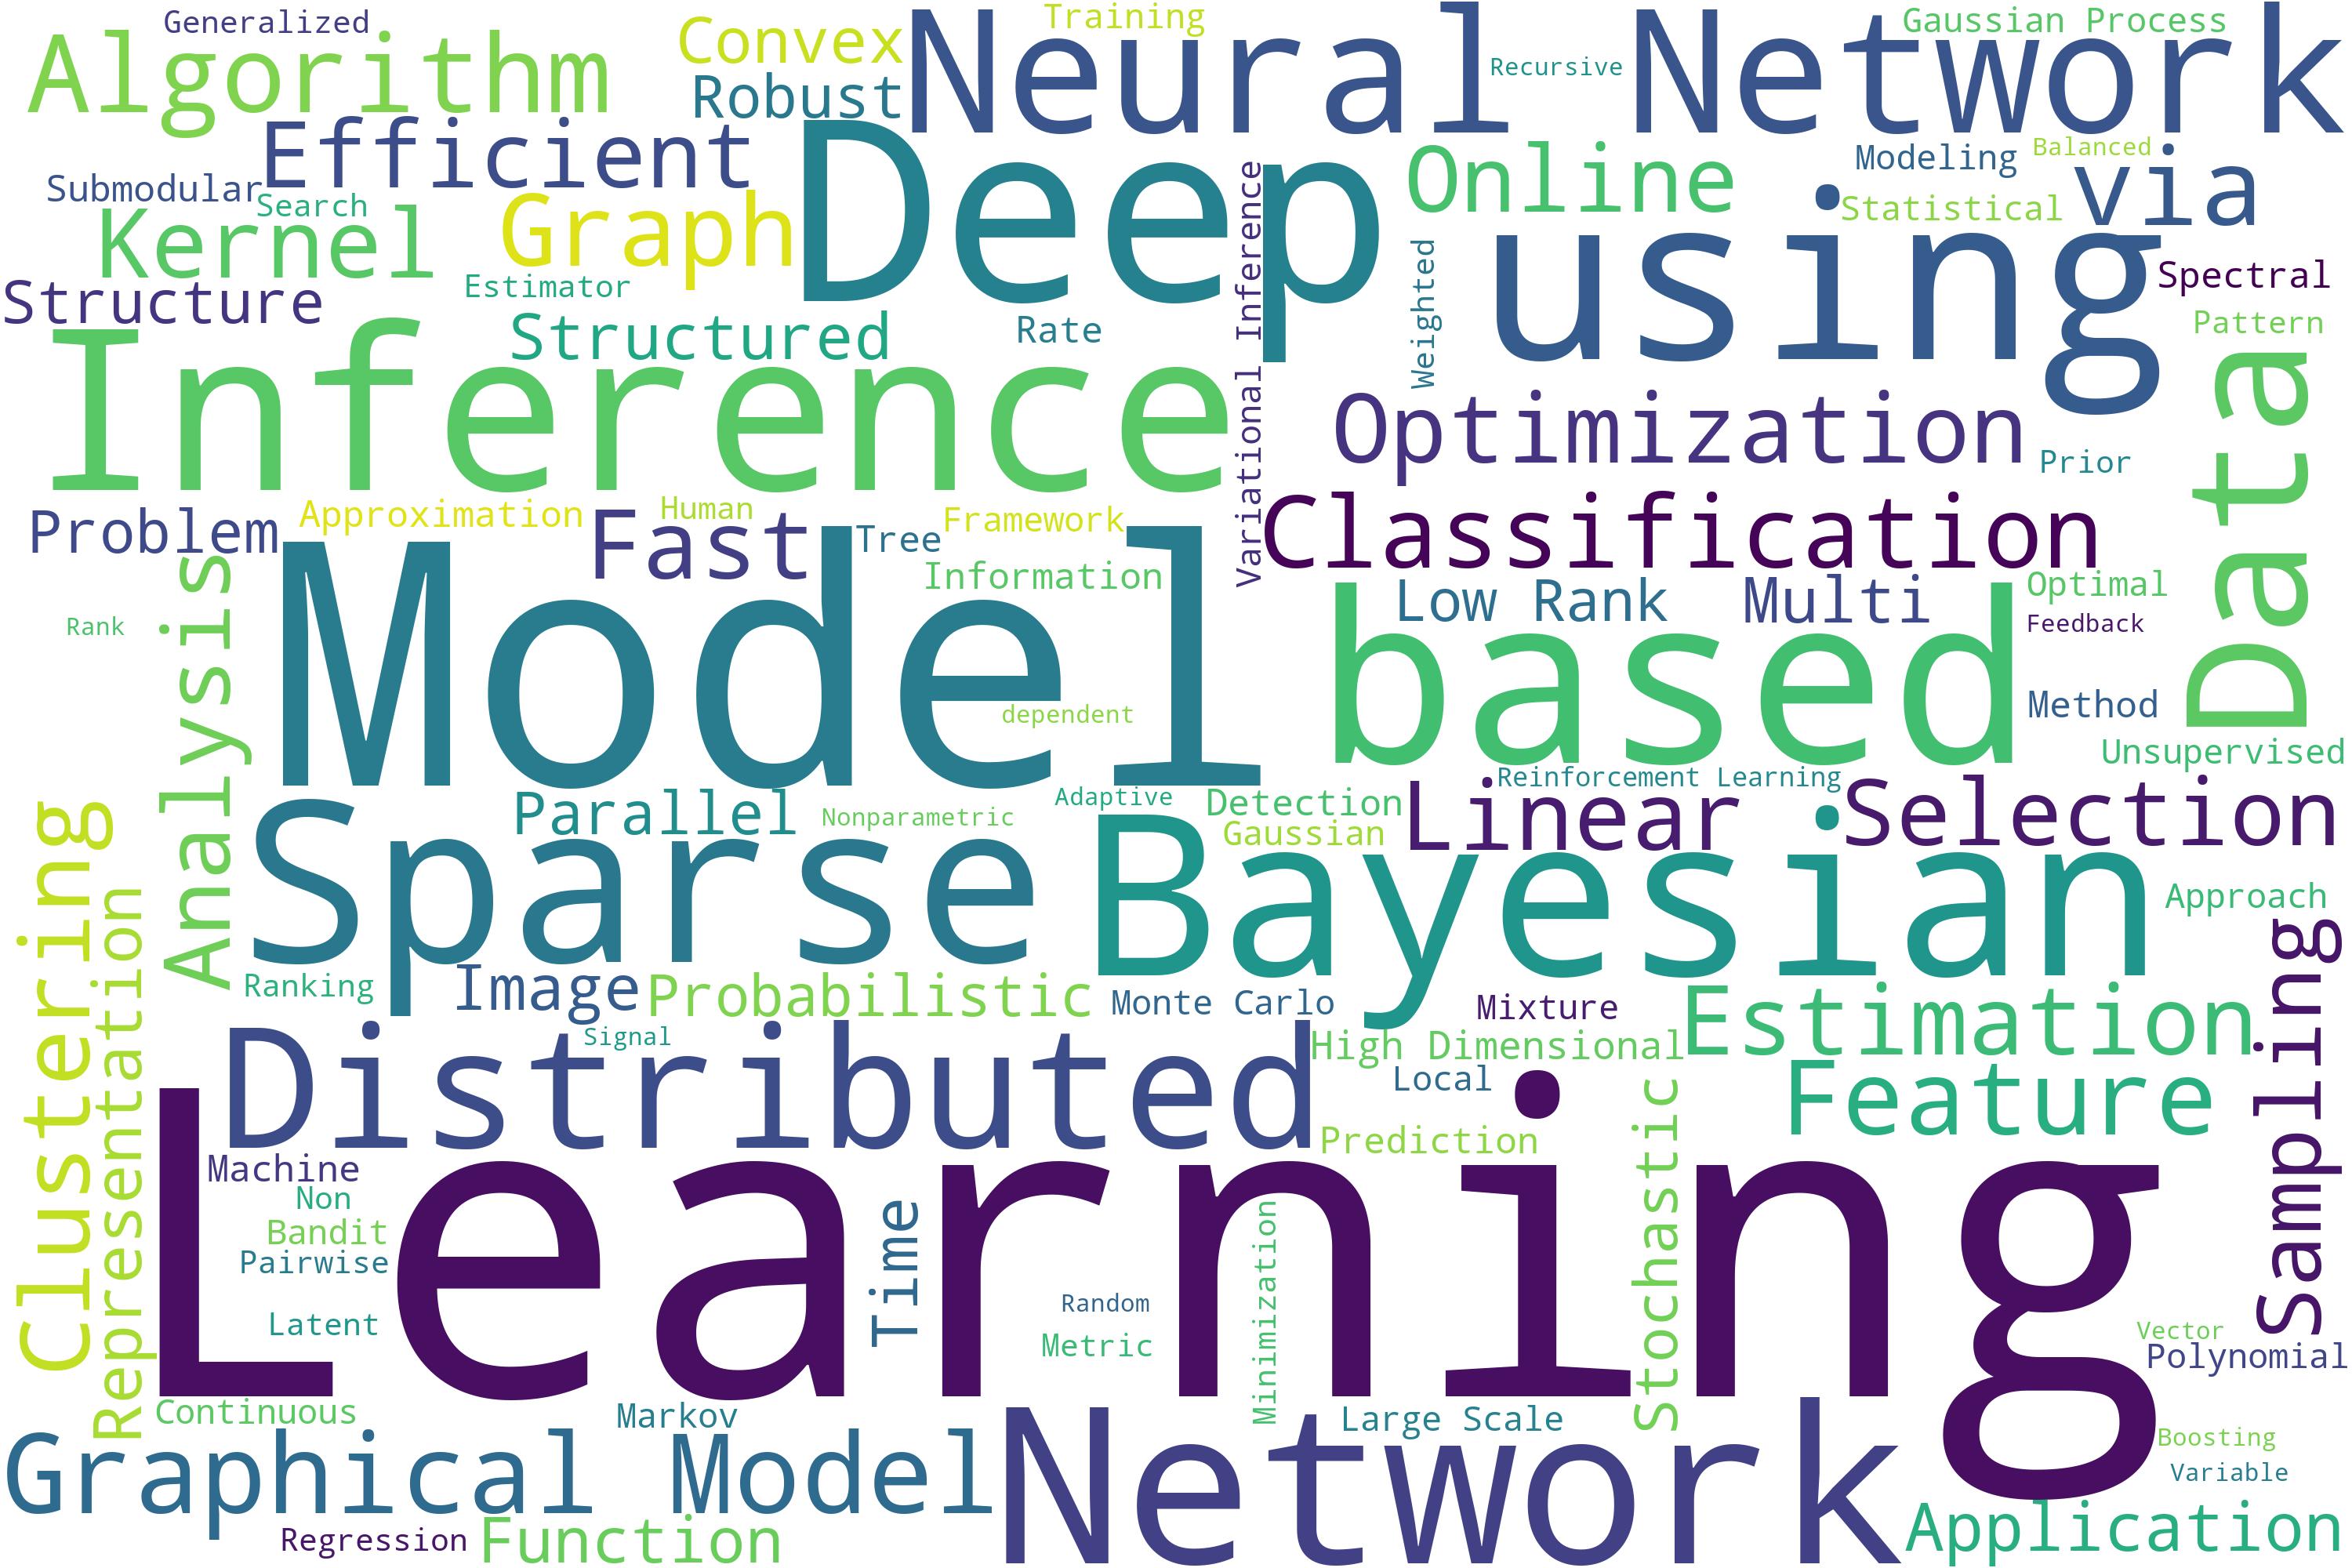 Generalized
Algorithm
Convex
Robust
Neural Network
Training
Recursive
Gaussian Process
Efficient
Submodular
Search
Kernel
Graph
Deep
Online
Modeling
Balanced
via
Statistical
using
Structure
Estimator
Structured
Rate
Variational Inference
Weighted
Spectral
Pattern
Inference
Optimization
Prior
Data
Problem
Approximation
Human
Fast
Tree
Framework
Information
Classification
Low Rank
Multi
Optimal
Feedback
Rank
Analysis
Model
based
dependent
Method
Unsupervised
Parallel
Nonparametric
Adaptive
Detection
Gaussian
Reinforcement Learning
Linear
Selection
Sparse
Bayesian
Approach
Clustering
Representation
Ranking
Image
Probabilistic
Monte Carlo
Mixture
Estimation
Sampling
Signal
Distributed
High Dimensional
Local
Feature
Prediction
Stochastic
Machine
Non
Bandit
Pairwise
Latent
Learning
Time
Random
Metric
Minimization
Vector
Polynomial
Continuous
Markov
Large Scale
Graphical Model
Network
Boosting
Variable
Regression
Function
Application